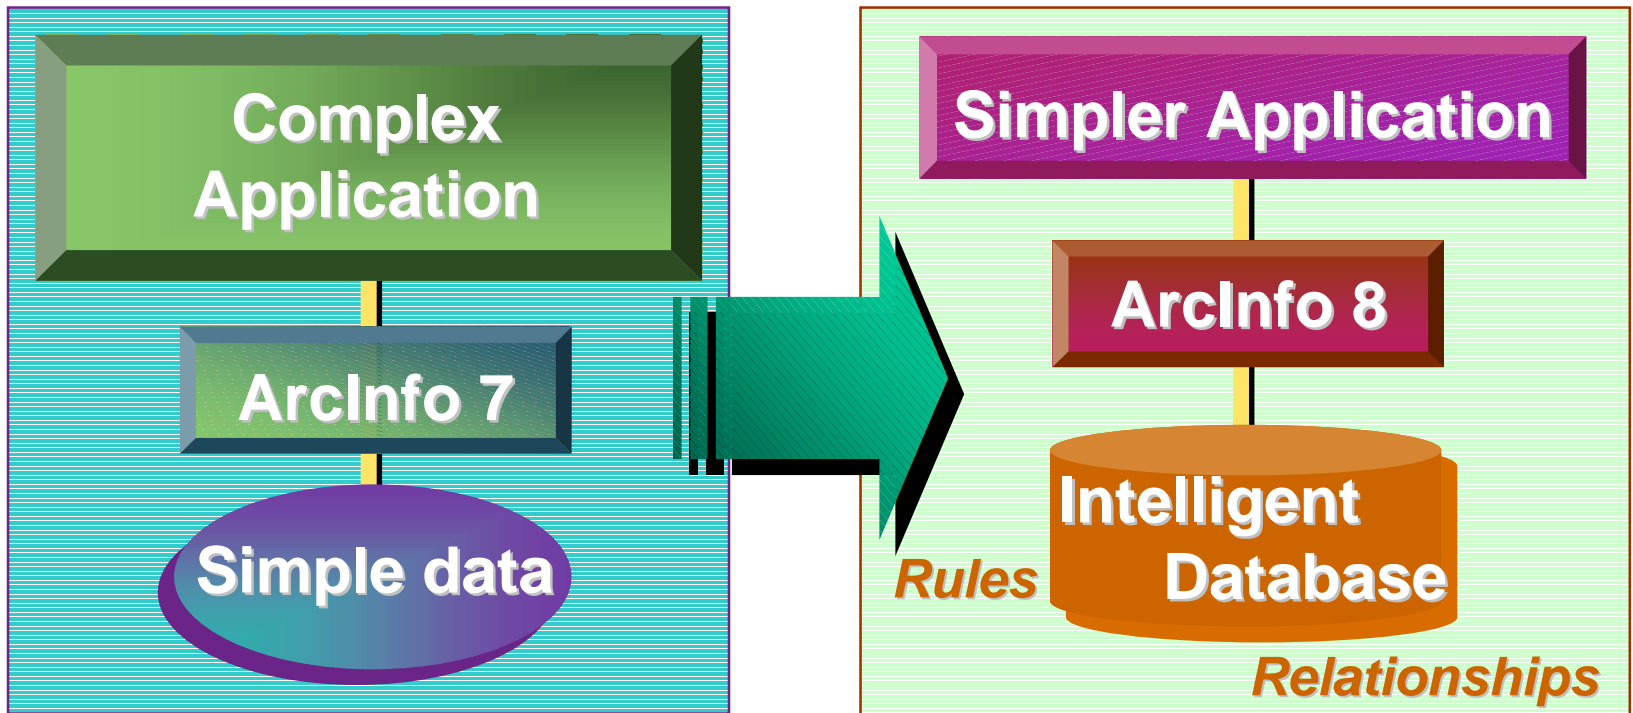 Complex
Application
ArcInfo 7
Simple data
Simpler Application
ArcInfo 8
Intelligent
Database
Rules
Relationships